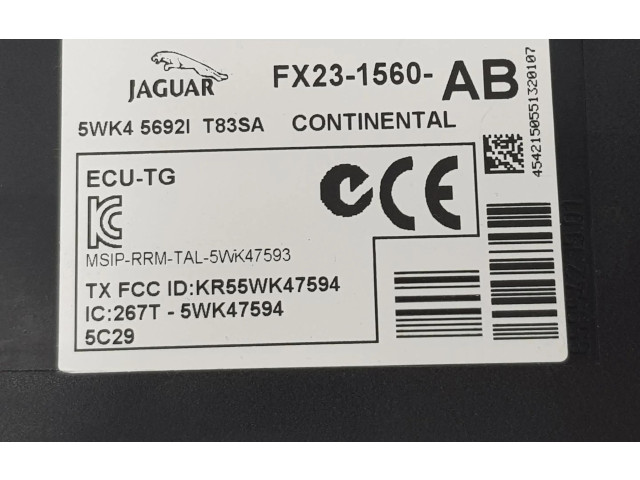 JAGUAR FX23-1560-AB
5WK4 5692I T83SA CONTINENTAL
4542150551320107
ECU-TG
MSIP-RRM-TAL-5WK47593
TX FCC ID:KR55WK47594
IC:267T - 5WK47594
5C29